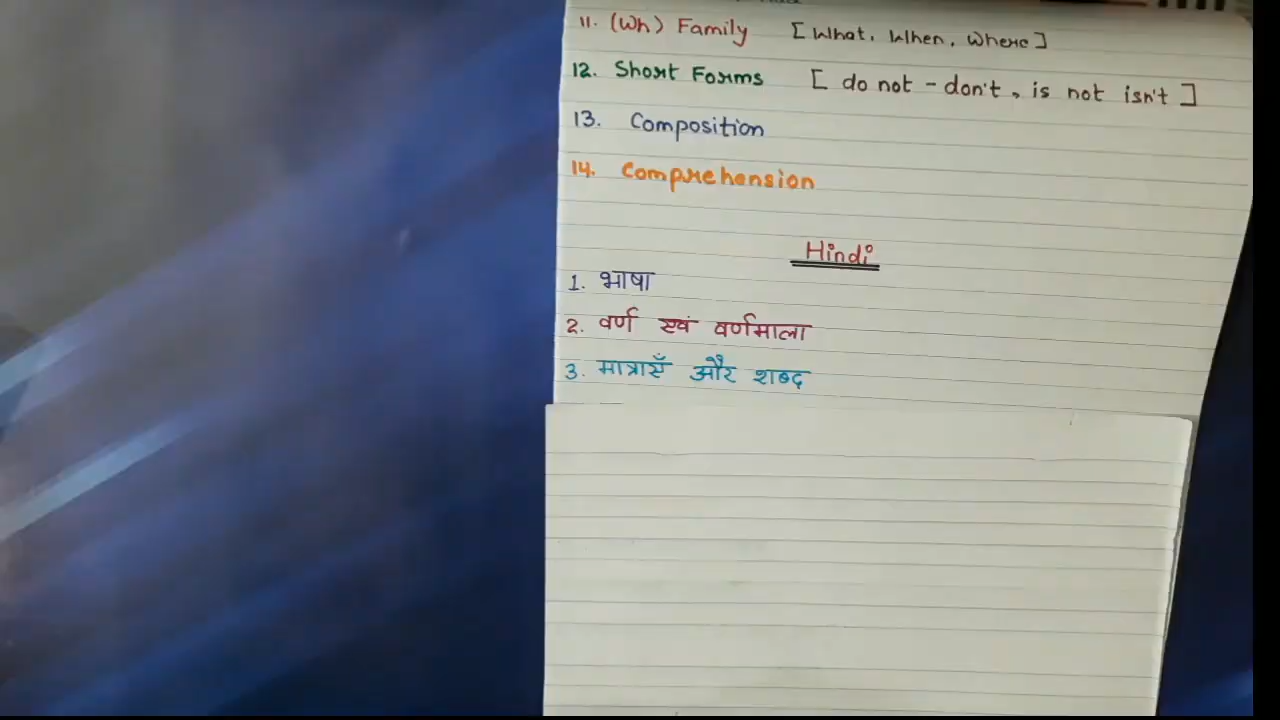 11. (Wh) Family [What, When, Where]
12. Short Forms [do not - don't, is not isn't]
13. Composition
14. Comprehension
Hindi
1. भाषा
2. वर्ण एवं वर्णमाला
3. मात्राएँ और शब्द